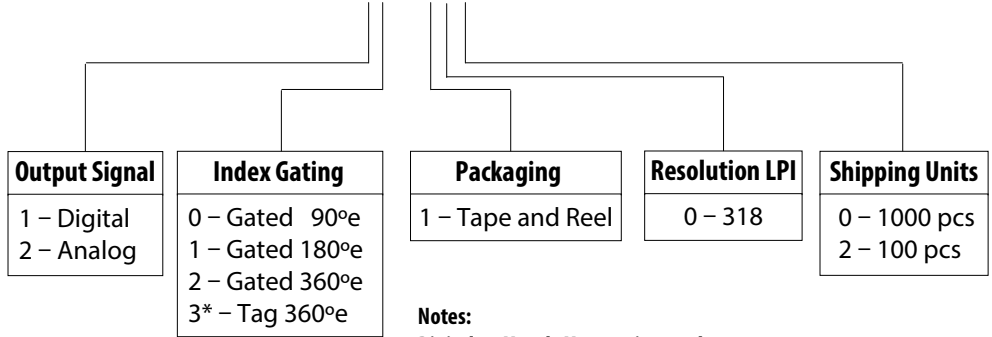 Output Signal
1 – Digital
2 – Analog
Index Gating
0 – Gated 90ºe
1 – Gated 180ºe
2 – Gated 360ºe
3* – Tag 360ºe
Packaging
1 – Tape and Reel
Resolution LPI
0 – 318
Shipping Units
0 – 1000 pcs
2 – 100 pcs
Notes: